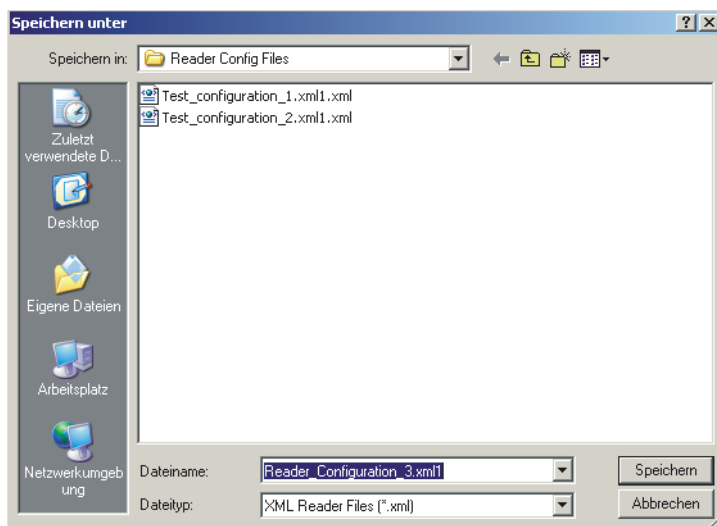 Speichern unter
Speichern in:
Reader Config Files
Test_configuration_1.xml1.xml
Test_configuration_2.xml1.xml
Zuletzt
verwendete D...
Desktop
Eigene Dateien
Arbeitsplatz
Netzwerkumgeb
ung
Dateiname:
Reader_Configuration_3.xml1
Speichern
Dateityp:
XML Reader Files (*.xml)
Abbrechen